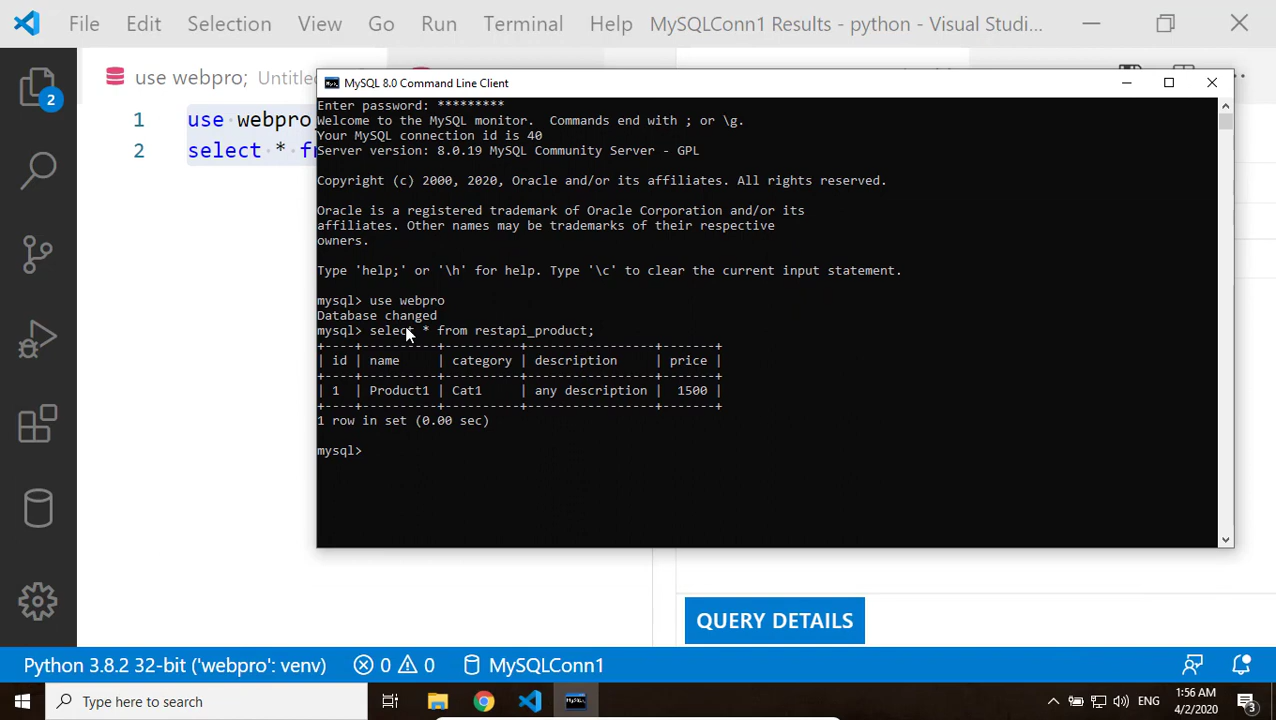 File Edit Selection View Go Run Terminal Help MySQLConn1 Results - python - Visual Studi...
use webpro; Untitle
MySQL 8.0 Command Line Client
2
1 use webpro
2 select * fr
Enter password: *********
Welcome to the MySQL monitor.  Commands end with ; or \g.
Your MySQL connection id is 40
Server version: 8.0.19 MySQL Community Server - GPL
Copyright (c) 2000, 2020, Oracle and/or its affiliates. All rights reserved.
Oracle is a registered trademark of Oracle Corporation and/or its
affiliates. Other names may be trademarks of their respective
owners.
Type 'help;' or '\h' for help. Type '\c' to clear the current input statement.
mysql> use webpro
Database changed
mysql> select * from restapi_product;
+----+----------+----------+-----------------+-------+
| id | name     | category | description     | price |
+----+----------+----------+-----------------+-------+
| 1  | Product1 | Cat1     | any description |  1500 |
+----+----------+----------+-----------------+-------+
1 row in set (0.00 sec)
mysql>
QUERY DETAILS
Python 3.8.2 32-bit ('webpro': venv) 0 0 MySQLConn1
Type here to search
ENG
1:56 AM
4/2/2020
3